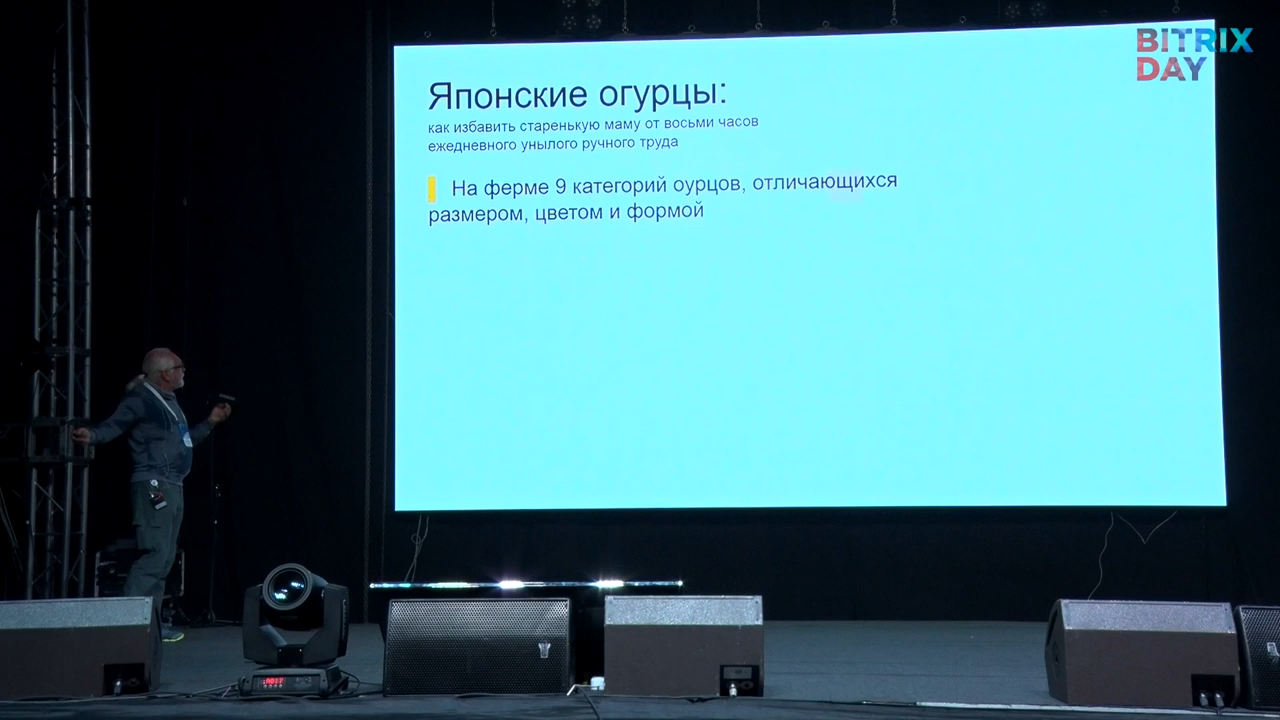 BITRIX
DAY
Японские огурцы:
как избавить старенькую маму от восьми часов
ежедневного унылого ручного труда
На ферме 9 категорий оурцов, отличающихся
размером, цветом и формой